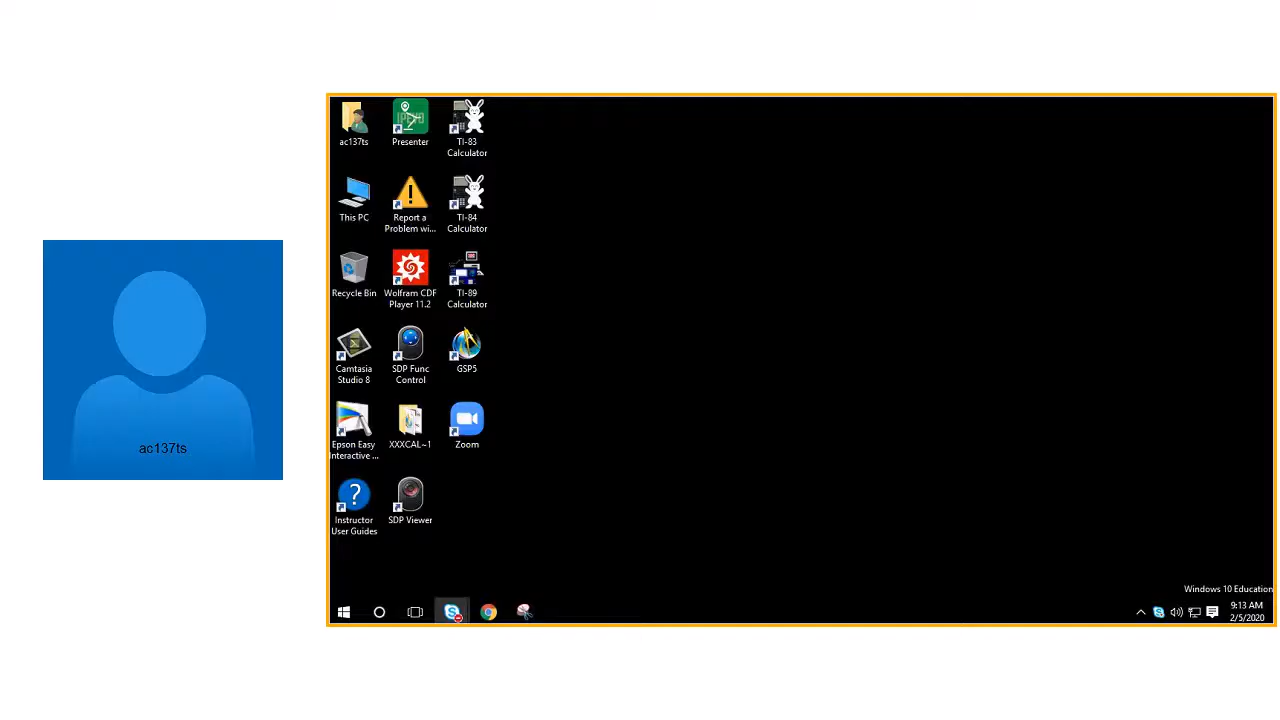 ac137ts
Presenter
TI-83
Calculator
This PC
Report a
Problem wi...
TI-84
Calculator
Recycle Bin
Wolfram CDF
Player 11.2
TI-89
Calculator
Camtasia
Studio 8
SDP Func
Control
GSP5
Epson Easy
Interactive ...
XXXCAL~1
Zoom
Instructor
User Guides
SDP Viewer
ac137ts
Windows 10 Education
9:13 AM
2/5/2020